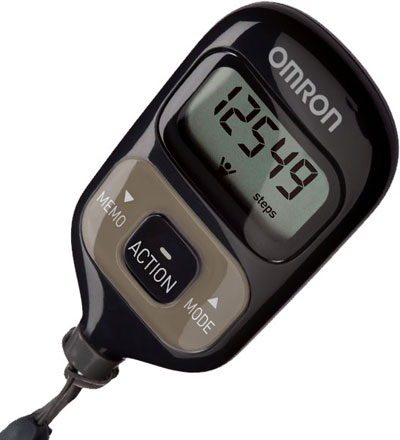 OMRON
12549
steps
MEMO
ACTION
MODE